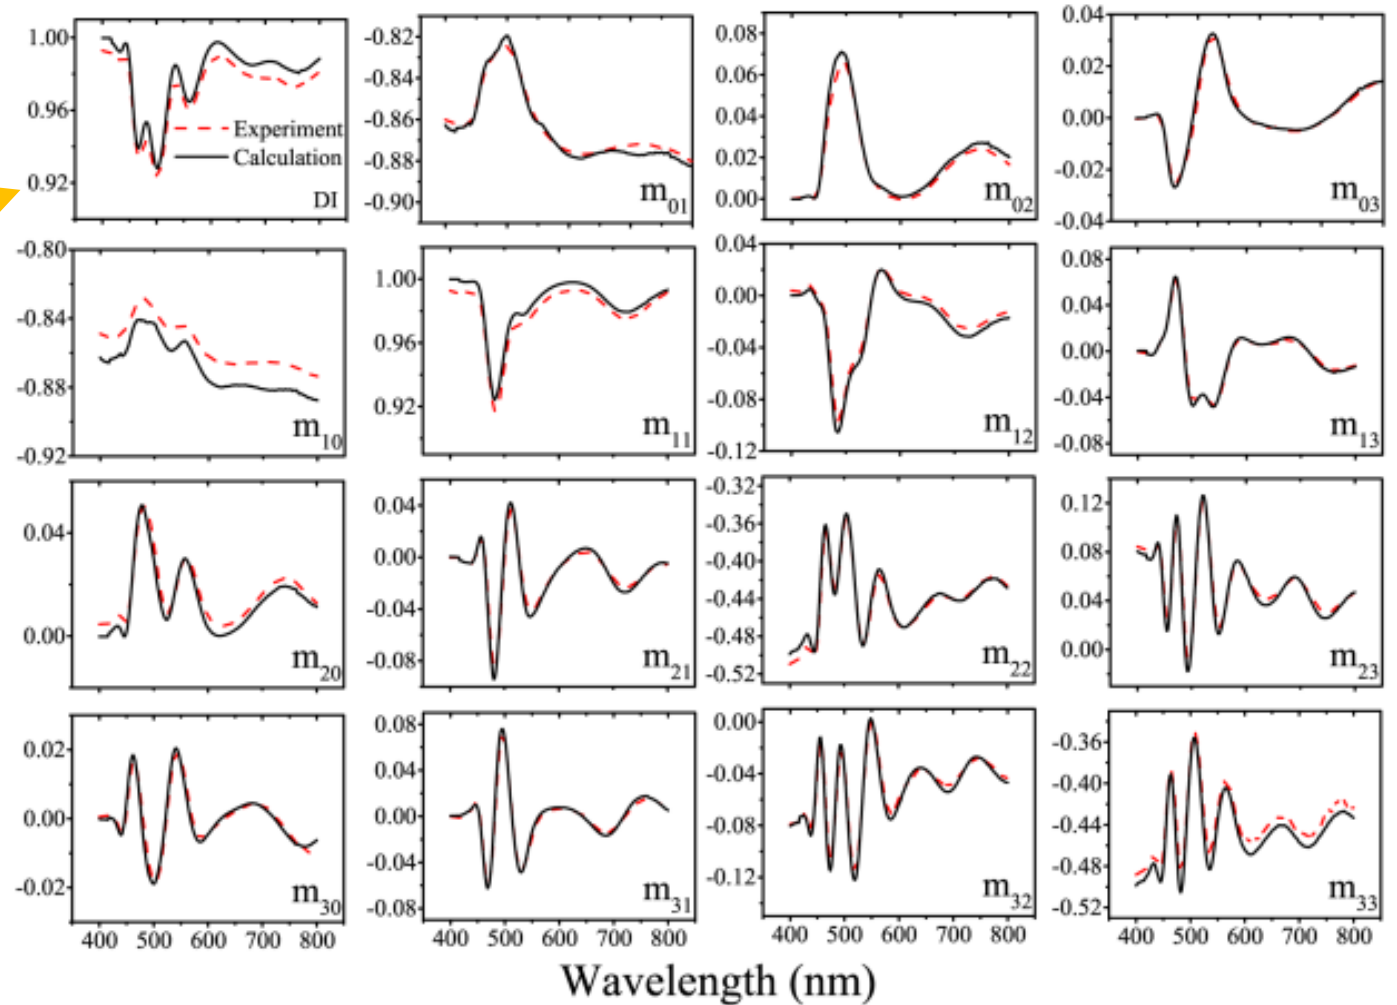 1.00
0.96
0.92
Experiment
Calculation
DI
-0.82
-0.84
-0.86
-0.88
-0.90
m01
0.08
0.06
0.04
0.02
0.00
m02
0.04
0.02
0.00
-0.02
-0.04
m03
-0.80
-0.84
-0.88
-0.92
m10
1.00
0.96
0.92
m11
0.04
0.00
-0.04
-0.08
-0.12
m12
0.08
0.04
0.00
-0.04
-0.08
m13
0.04
0.00
m20
0.04
0.00
-0.04
-0.08
m21
-0.32
-0.36
-0.40
-0.44
-0.48
-0.52
m22
0.12
0.08
0.04
0.00
m23
0.02
0.00
-0.02
m30
400 500 600 700 800
0.08
0.04
0.00
-0.04
-0.08
m31
400 500 600 700 800
0.00
-0.04
-0.08
-0.12
m32
400 500 600 700 800
-0.36
-0.40
-0.44
-0.48
-0.52
m33
400 500 600 700 800
Wavelength (nm)